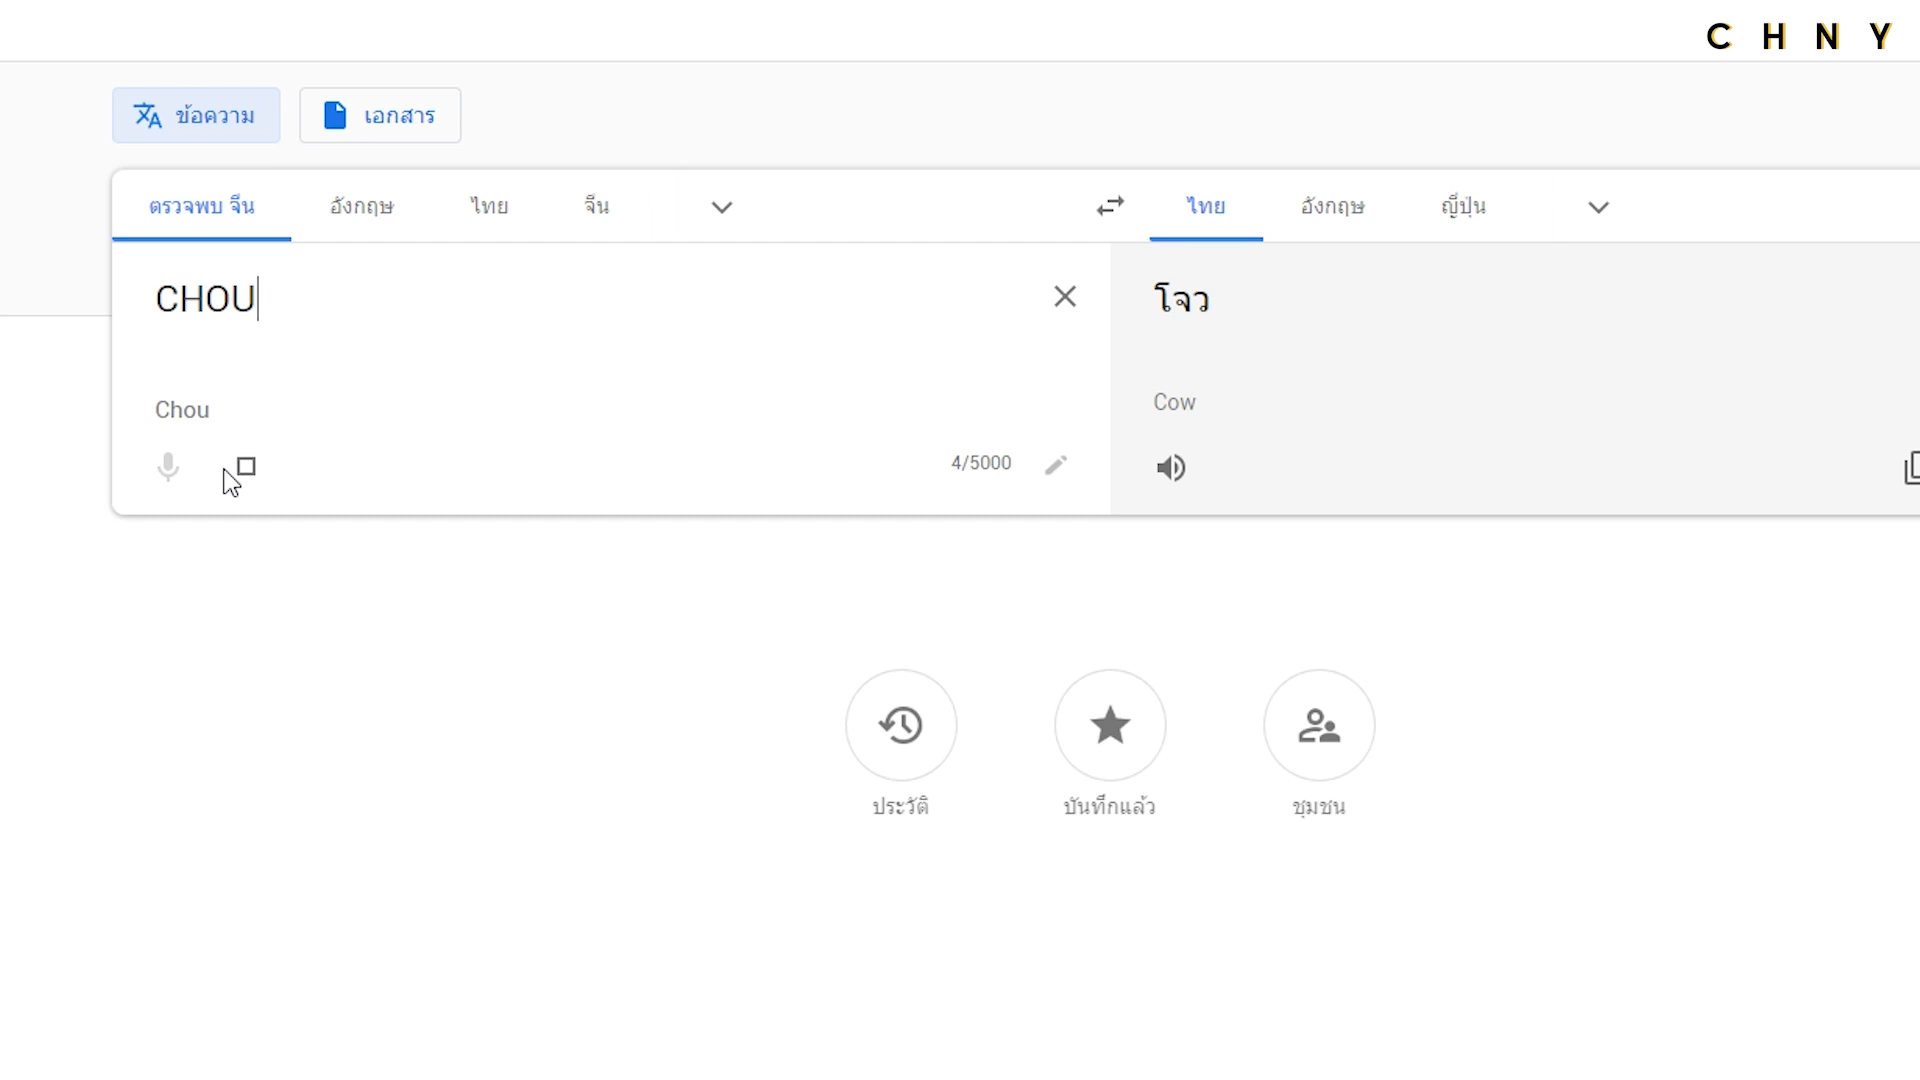 C H N Y
ข้อความ
เอกสาร
ตรวจพบ จีน
อังกฤษ
ไทย
จีน
ไทย
อังกฤษ
ญี่ปุ่น
CHOU
โจว
Chou
Cow
4/5000
ประวัติ
บันทึกแล้ว
ชุมชน